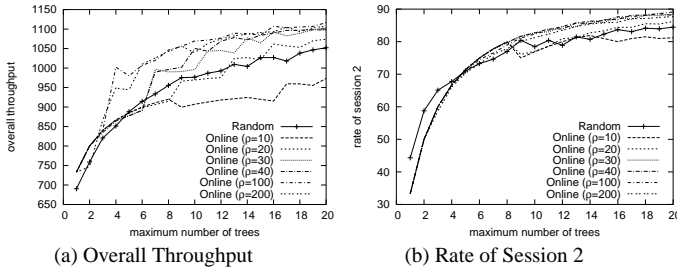 overall throughput
1150
1100
1050
1000
950
900
850
800
750
700
650
0 2 4 6 8 10 12 14 16 18 20
maximum number of trees
Random
Online (ρ=10)
Online (ρ=20)
Online (ρ=30)
Online (ρ=40)
Online (ρ=100)
Online (ρ=200)
(a) Overall Throughput
rate of session 2
90
80
70
60
50
40
30
0 2 4 6 8 10 12 14 16 18 20
maximum number of trees
Random
Online (ρ=10)
Online (ρ=20)
Online (ρ=30)
Online (ρ=40)
Online (ρ=100)
Online (ρ=200)
(b) Rate of Session 2